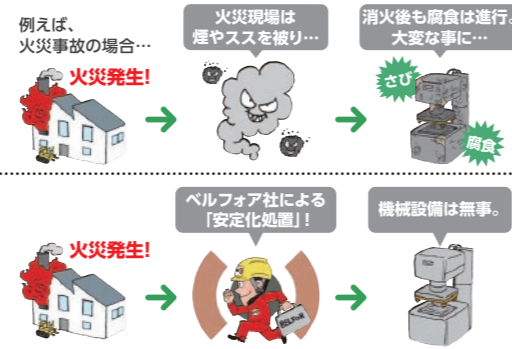 例えば、
火災事故の場合…
火災発生!
火災現場は
煙やススを被り…
消火後も腐食は進行。
大変な事に…
さび
腐食
火災発生!
ベルフォア社による
「安定化処置」!
機械設備は無事。